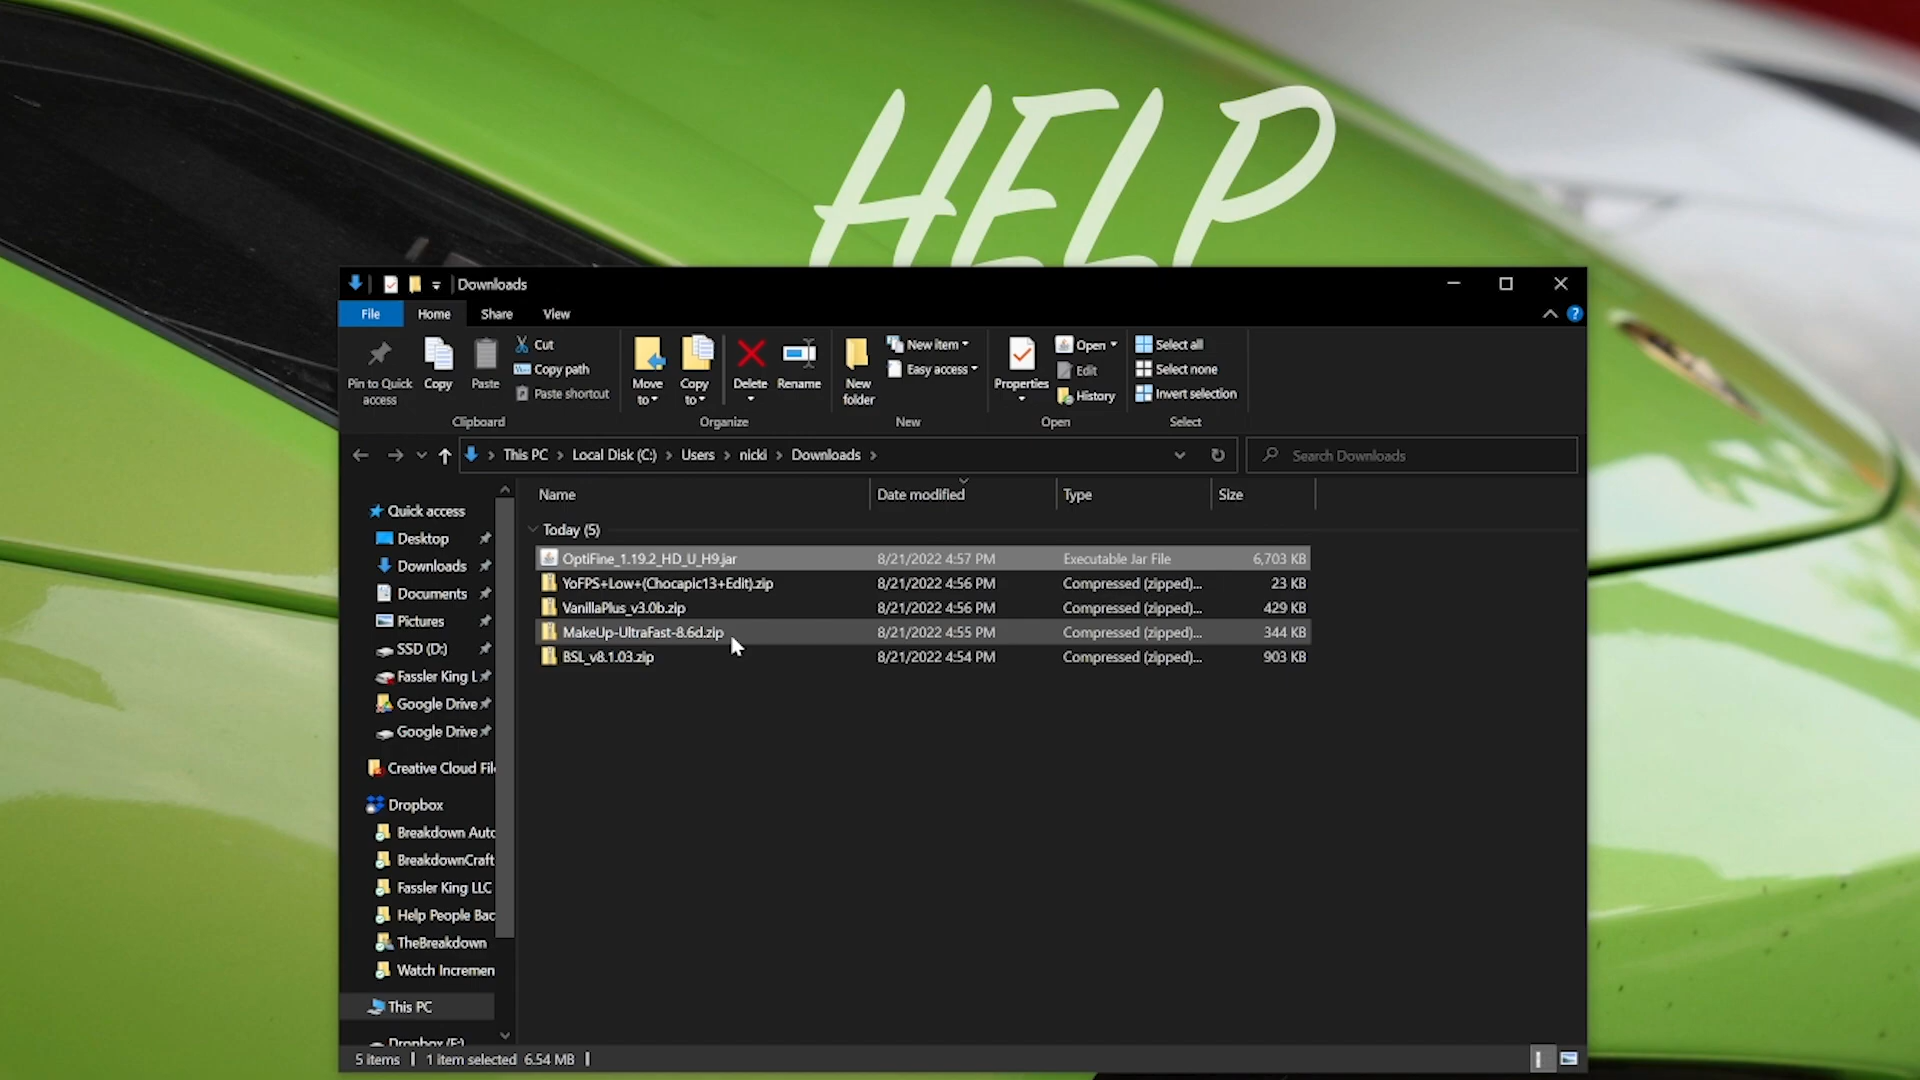 HELP
Downloads
File Home Share View
Pin to Quick access
Copy
Paste
Cut
Copy path
Paste shortcut
Clipboard
Move to
Copy to
Delete
Rename
Organize
New folder
New item
Easy access
New
Properties
Open
Edit
History
Open
Select all
Select none
Invert selection
Select
This PC > Local Disk (C:) > Users > nicki > Downloads >
Search Downloads
Name Date modified Type Size
Today (5)
OptiFine_1.19.2_HD_U_H9.jar 8/21/2022 4:57 PM Executable Jar File 6,703 KB
YoFPS+Low+(Chocapic13+Edit).zip 8/21/2022 4:56 PM Compressed (zipped)... 23 KB
VanillaPlus_v3.0b.zip 8/21/2022 4:56 PM Compressed (zipped)... 429 KB
MakeUp-UltraFast-8.6d.zip 8/21/2022 4:55 PM Compressed (zipped)... 344 KB
BSL_v8.1.03.zip 8/21/2022 4:54 PM Compressed (zipped)... 903 KB
Quick access
Desktop
Downloads
Documents
Pictures
SSD (D:)
Fassler King L
Google Drive
Google Drive
Creative Cloud Fil
Dropbox
Breakdown Auto
BreakdownCraft
Fassler King LLC
Help People Bac
TheBreakdown
Watch Incremen
This PC
Dropbox (F:)
5 items 1 item selected 6.54 MB